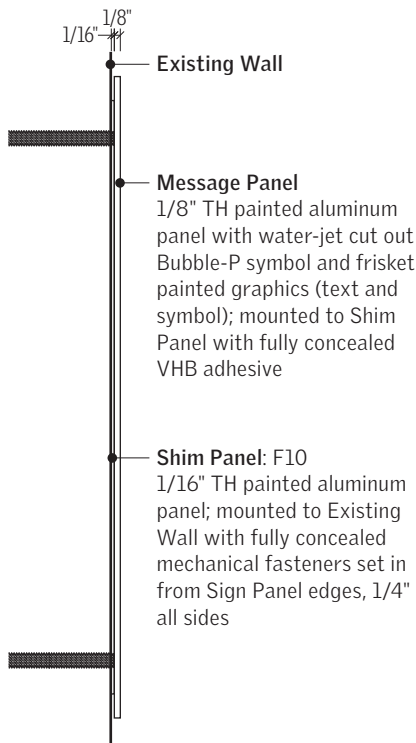 1/8"
1/16"
Existing Wall
Message Panel
1/8" TH painted aluminum
panel with water-jet cut out
Bubble-P symbol and frisket
painted graphics (text and
symbol); mounted to Shim
Panel with fully concealed
VHB adhesive
Shim Panel: F10
1/16" TH painted aluminum
panel; mounted to Existing
Wall with fully concealed
mechanical fasteners set in
from Sign Panel edges, 1/4"
all sides